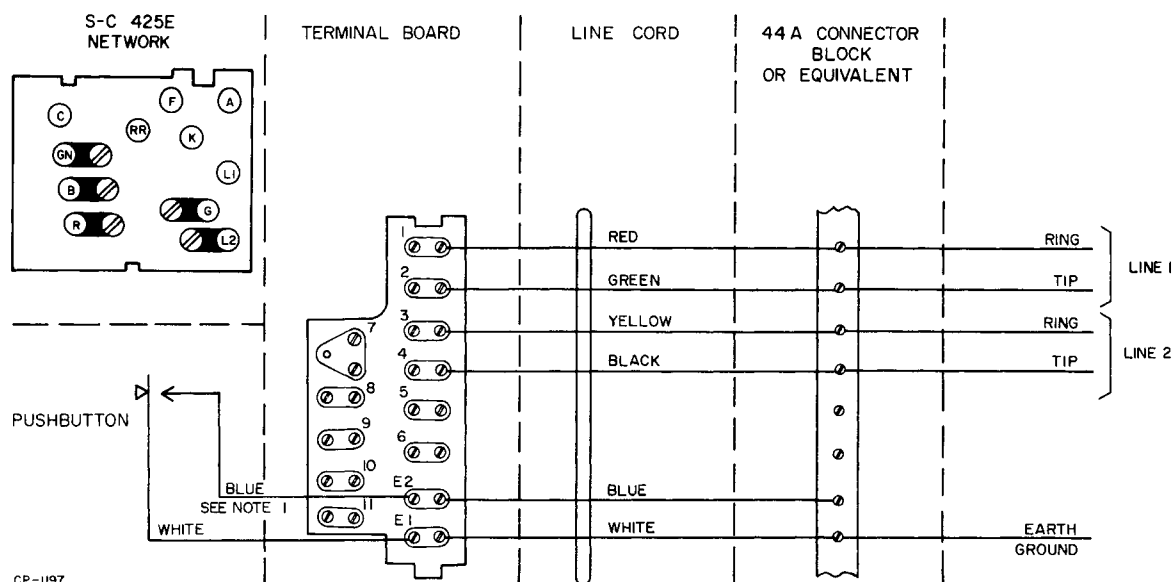 S-C 425E
NETWORK
TERMINAL BOARD
LINE CORD
44A CONNECTOR
BLOCK
OR EQUIVALENT
C
F
A
RR
K
GN
L1
B
R
G
L2
1
RED
RING
2
GREEN
TIP
LINE 1
3
YELLOW
RING
4
BLACK
TIP
LINE 2
7
8
5
PUSHBUTTON
9
6
10
BLUE
SEE NOTE 1
E2
BLUE
11
WHITE
E1
WHITE
EARTH
GROUND
CP-1197